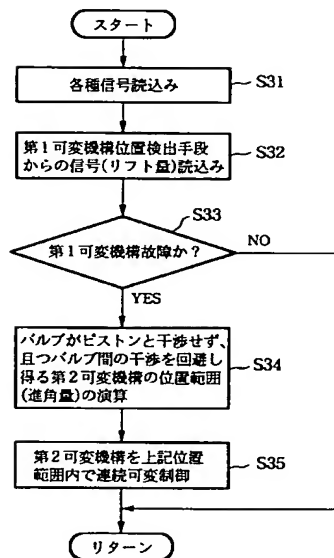 スタート
各種信号読込み
S31
第1可変機構位置検出手段
からの信号(リフト量)読込み
S32
S33
第1可変機構故障か?
NO
YES
バルブがピストンと干渉せず、
且つバルブ間の干渉を回避し
得る第2可変機構の位置範囲
(進角量)の演算
S34
第2可変機構を上記位置
範囲内で連続可変制御
S35
リターン